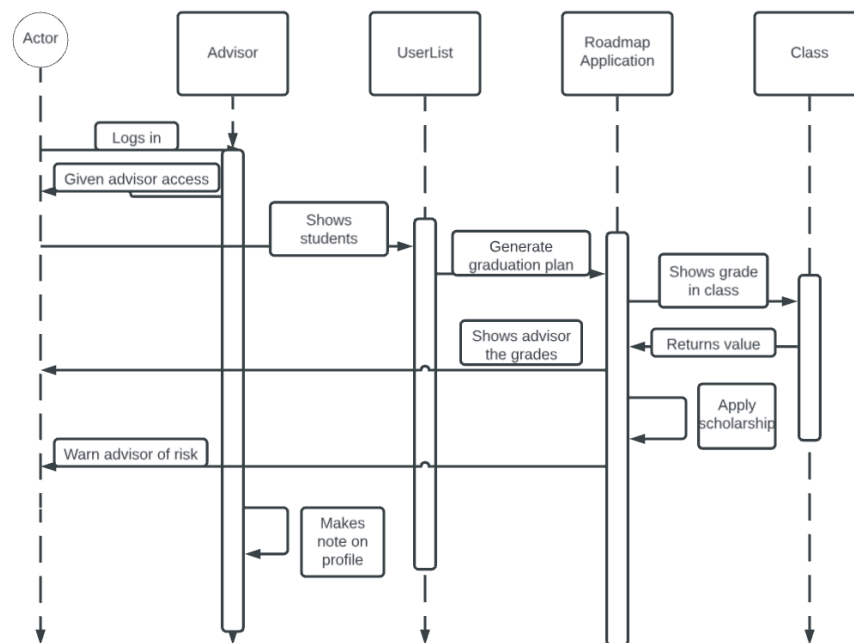 Actor
Advisor
UserList
Roadmap
Application
Class
Logs in
Given advisor access
Shows
students
Generate
graduation plan
Shows grade
in class
Shows advisor
the grades
Returns value
Apply
scholarship
Warn advisor of risk
Makes
note on
profile